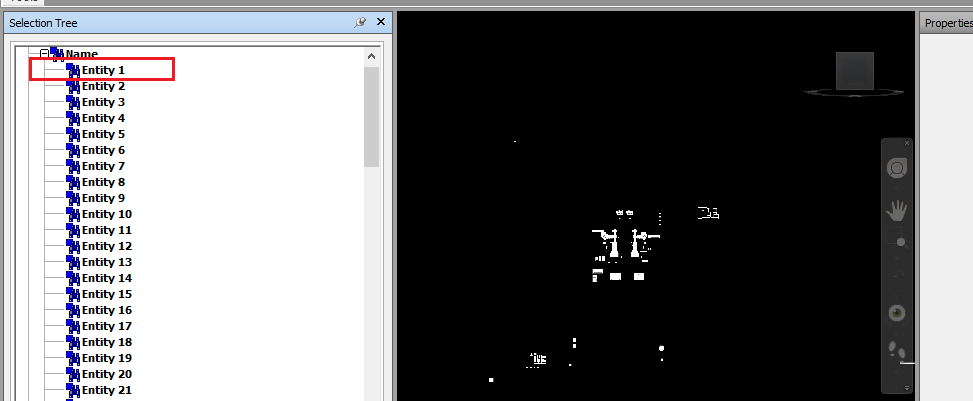 Selection Tree
Properties
Name
Entity 1
Entity 2
Entity 3
Entity 4
Entity 5
Entity 6
Entity 7
Entity 8
Entity 9
Entity 10
Entity 11
Entity 12
Entity 13
Entity 14
Entity 15
Entity 16
Entity 17
Entity 18
Entity 19
Entity 20
Entity 21